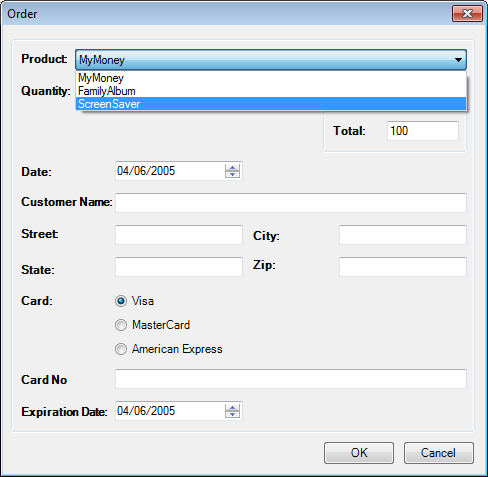 Order
Product: MyMoney
MyMoney
FamilyAlbum
Quantity:
ScreenSaver
Total: 100
Date: 04/06/2005
Customer Name:
Street: City:
State: Zip:
Card: Visa
MasterCard
American Express
Card No
Expiration Date: 04/06/2005
OK Cancel